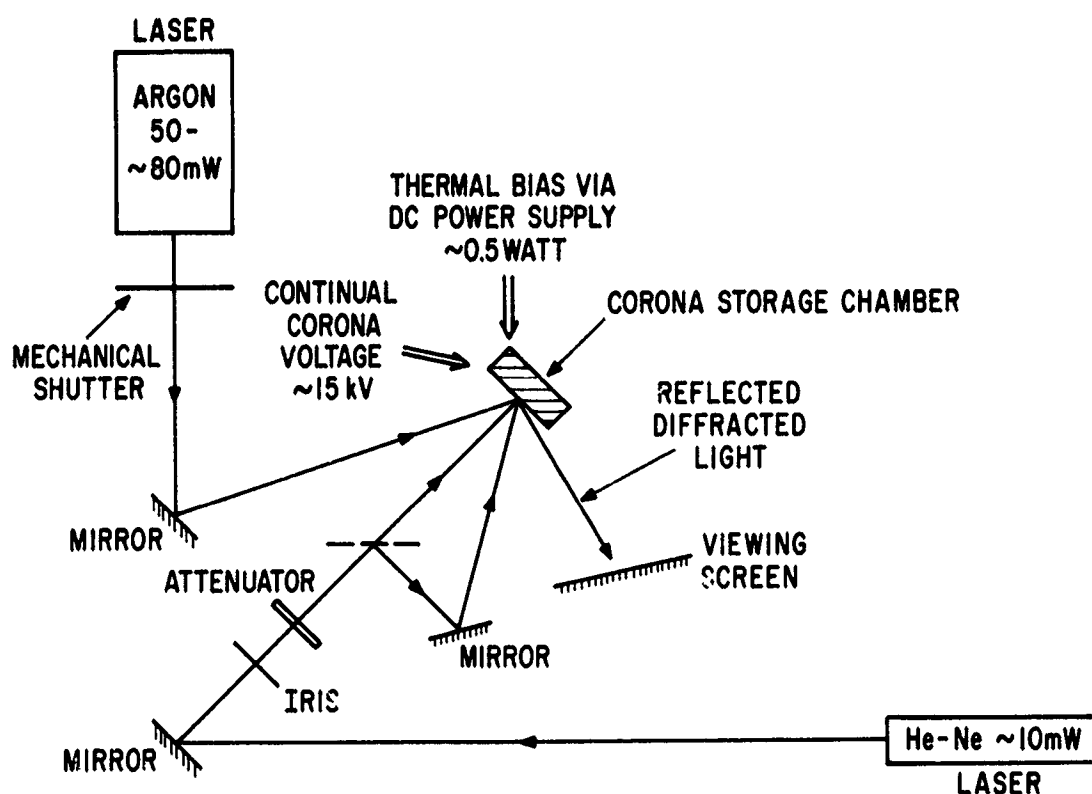 LASER
ARGON
50-
~80mW
MECHANICAL
SHUTTER
THERMAL BIAS VIA
DC POWER SUPPLY
~0.5 WATT
CONTINUAL
CORONA
VOLTAGE
~15 kV
CORONA STORAGE CHAMBER
REFLECTED
DIFFRACTED
LIGHT
MIRROR
ATTENUATOR
VIEWING
SCREEN
MIRROR
IRIS
MIRROR
He-Ne ~10mW
LASER